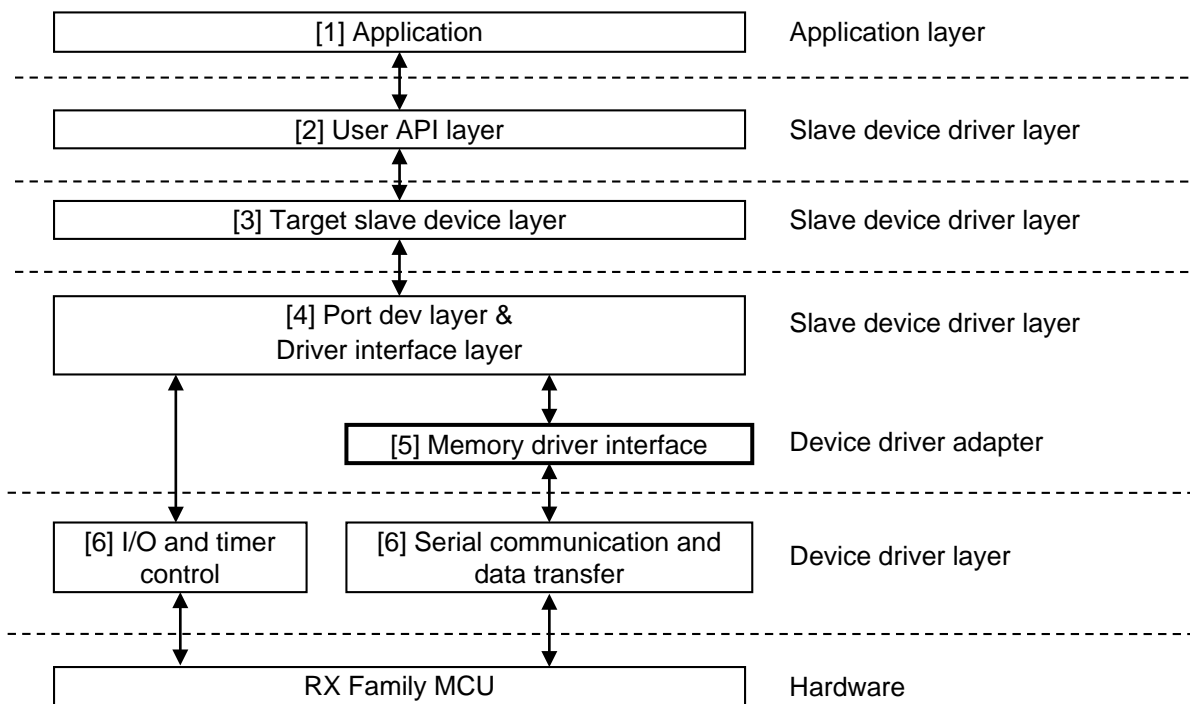 [1] Application
Application layer
[2] User API layer
Slave device driver layer
[3] Target slave device layer
Slave device driver layer
[4] Port dev layer &
Driver interface layer
Slave device driver layer
[5] Memory driver interface
Device driver adapter
[6] I/O and timer
control
[6] Serial communication and
data transfer
Device driver layer
RX Family MCU
Hardware